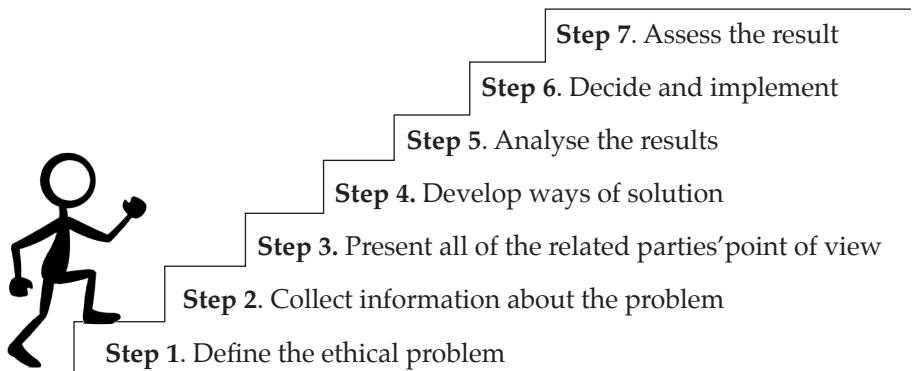 Step 7. Assess the result
Step 6. Decide and implement
Step 5. Analyse the results
Step 4. Develop ways of solution
Step 3. Present all of the related parties'point of view
Step 2. Collect information about the problem
Step 1. Define the ethical problem